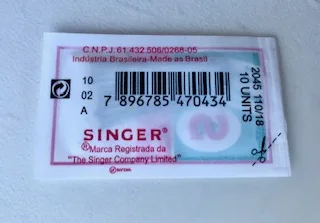 C.N.P.J. 61.432.506/0268-05
Indústria Brasileira-Made as Brasil
10
02
A
7 896785 470434
2045 110/18
10 UNITS
SINGER®
®Marca Registrada da
"The Singer Company Limited"